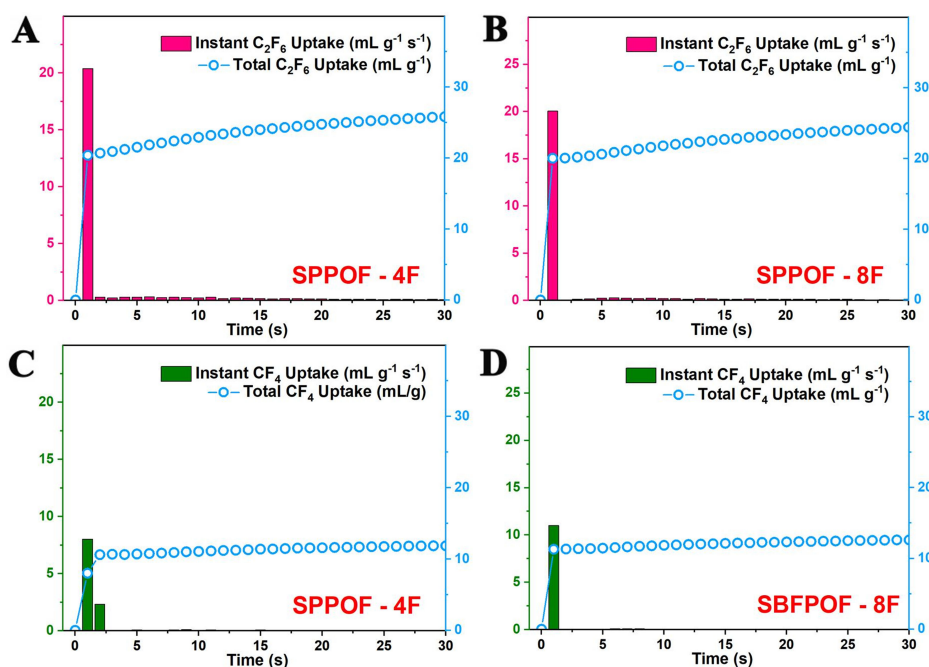 A
Instant C₂F₆ Uptake (mL g⁻¹ s⁻¹)
Total C₂F₆ Uptake (mL g⁻¹)
20
15
10
5
0
30
20
10
0
SPPOF - 4F
0 5 10 15 20 25 30
Time (s)
B
Instant C₂F₆ Uptake (mL g⁻¹ s⁻¹)
Total C₂F₆ Uptake (mL g⁻¹)
25
20
15
10
5
0
30
20
10
0
SPPOF - 8F
0 5 10 15 20 25 30
Time (s)
C
Instant CF₄ Uptake (mL g⁻¹ s⁻¹)
Total CF₄ Uptake (mL/g)
20
15
10
5
0
30
20
10
0
SPPOF - 4F
0 5 10 15 20 25 30
Time (s)
D
Instant CF₄ Uptake (mL g⁻¹ s⁻¹)
Total CF₄ Uptake (mL g⁻¹)
25
20
15
10
5
0
30
20
10
0
SBFPOF - 8F
0 5 10 15 20 25 30
Time (s)